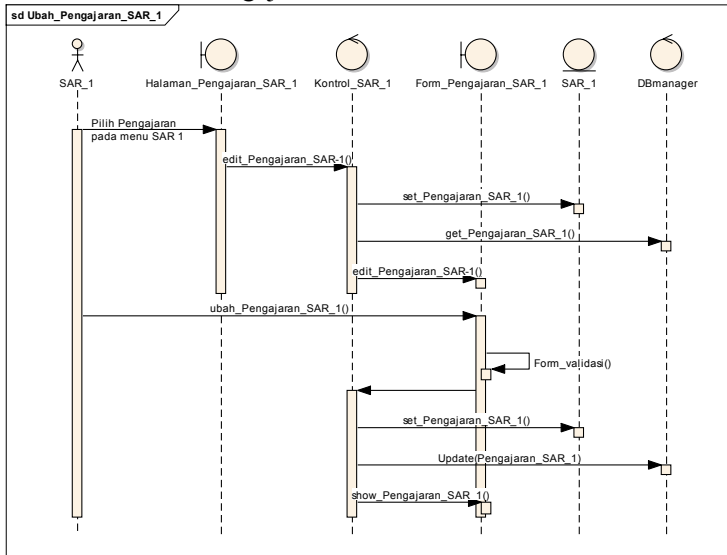 sd Ubah_Pengajaran_SAR_1
SAR_1
Halaman_Pengajaran_SAR_1
Kontrol_SAR_1
Form_Pengajaran_SAR_1
SAR_1
DBmanager
Pilih Pengajaran
pada menu SAR 1
edit_Pengajaran_SAR-1()
set_Pengajaran_SAR_1()
get_Pengajaran_SAR_1()
edit_Pengajaran_SAR-1()
ubah_Pengajaran_SAR_1()
Form_validasi()
set_Pengajaran_SAR_1()
Update(Pengajaran_SAR_1)
show_Pengajaran_SAR_1()